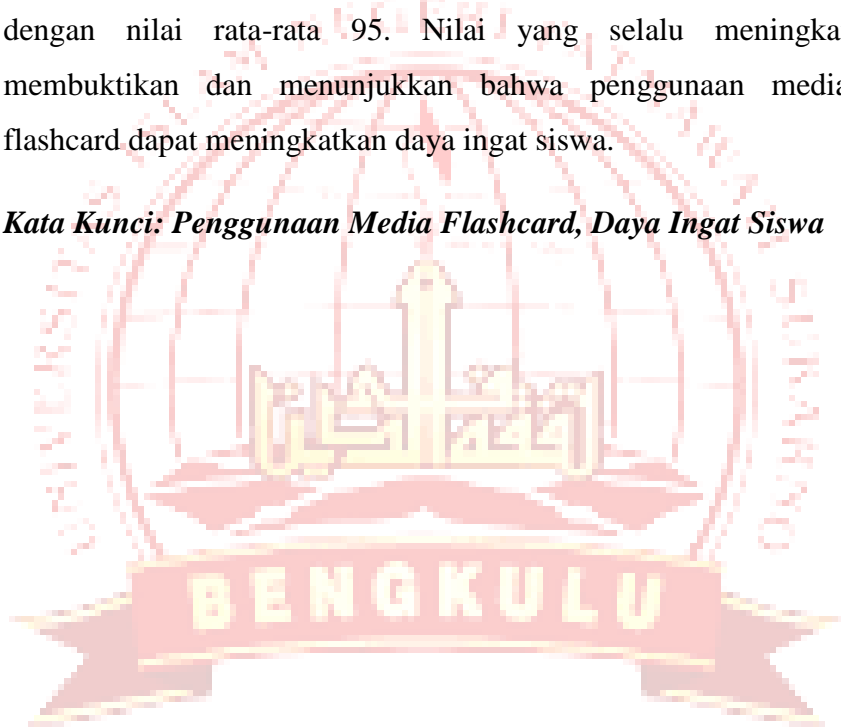 dengan nilai rata-rata 95. Nilai yang selalu meningka
membuktikan dan menunjukkan bahwa penggunaan media
flashcard dapat meningkatkan daya ingat siswa.
Kata Kunci: Penggunaan Media Flashcard, Daya Ingat Siswa
BENGKULU